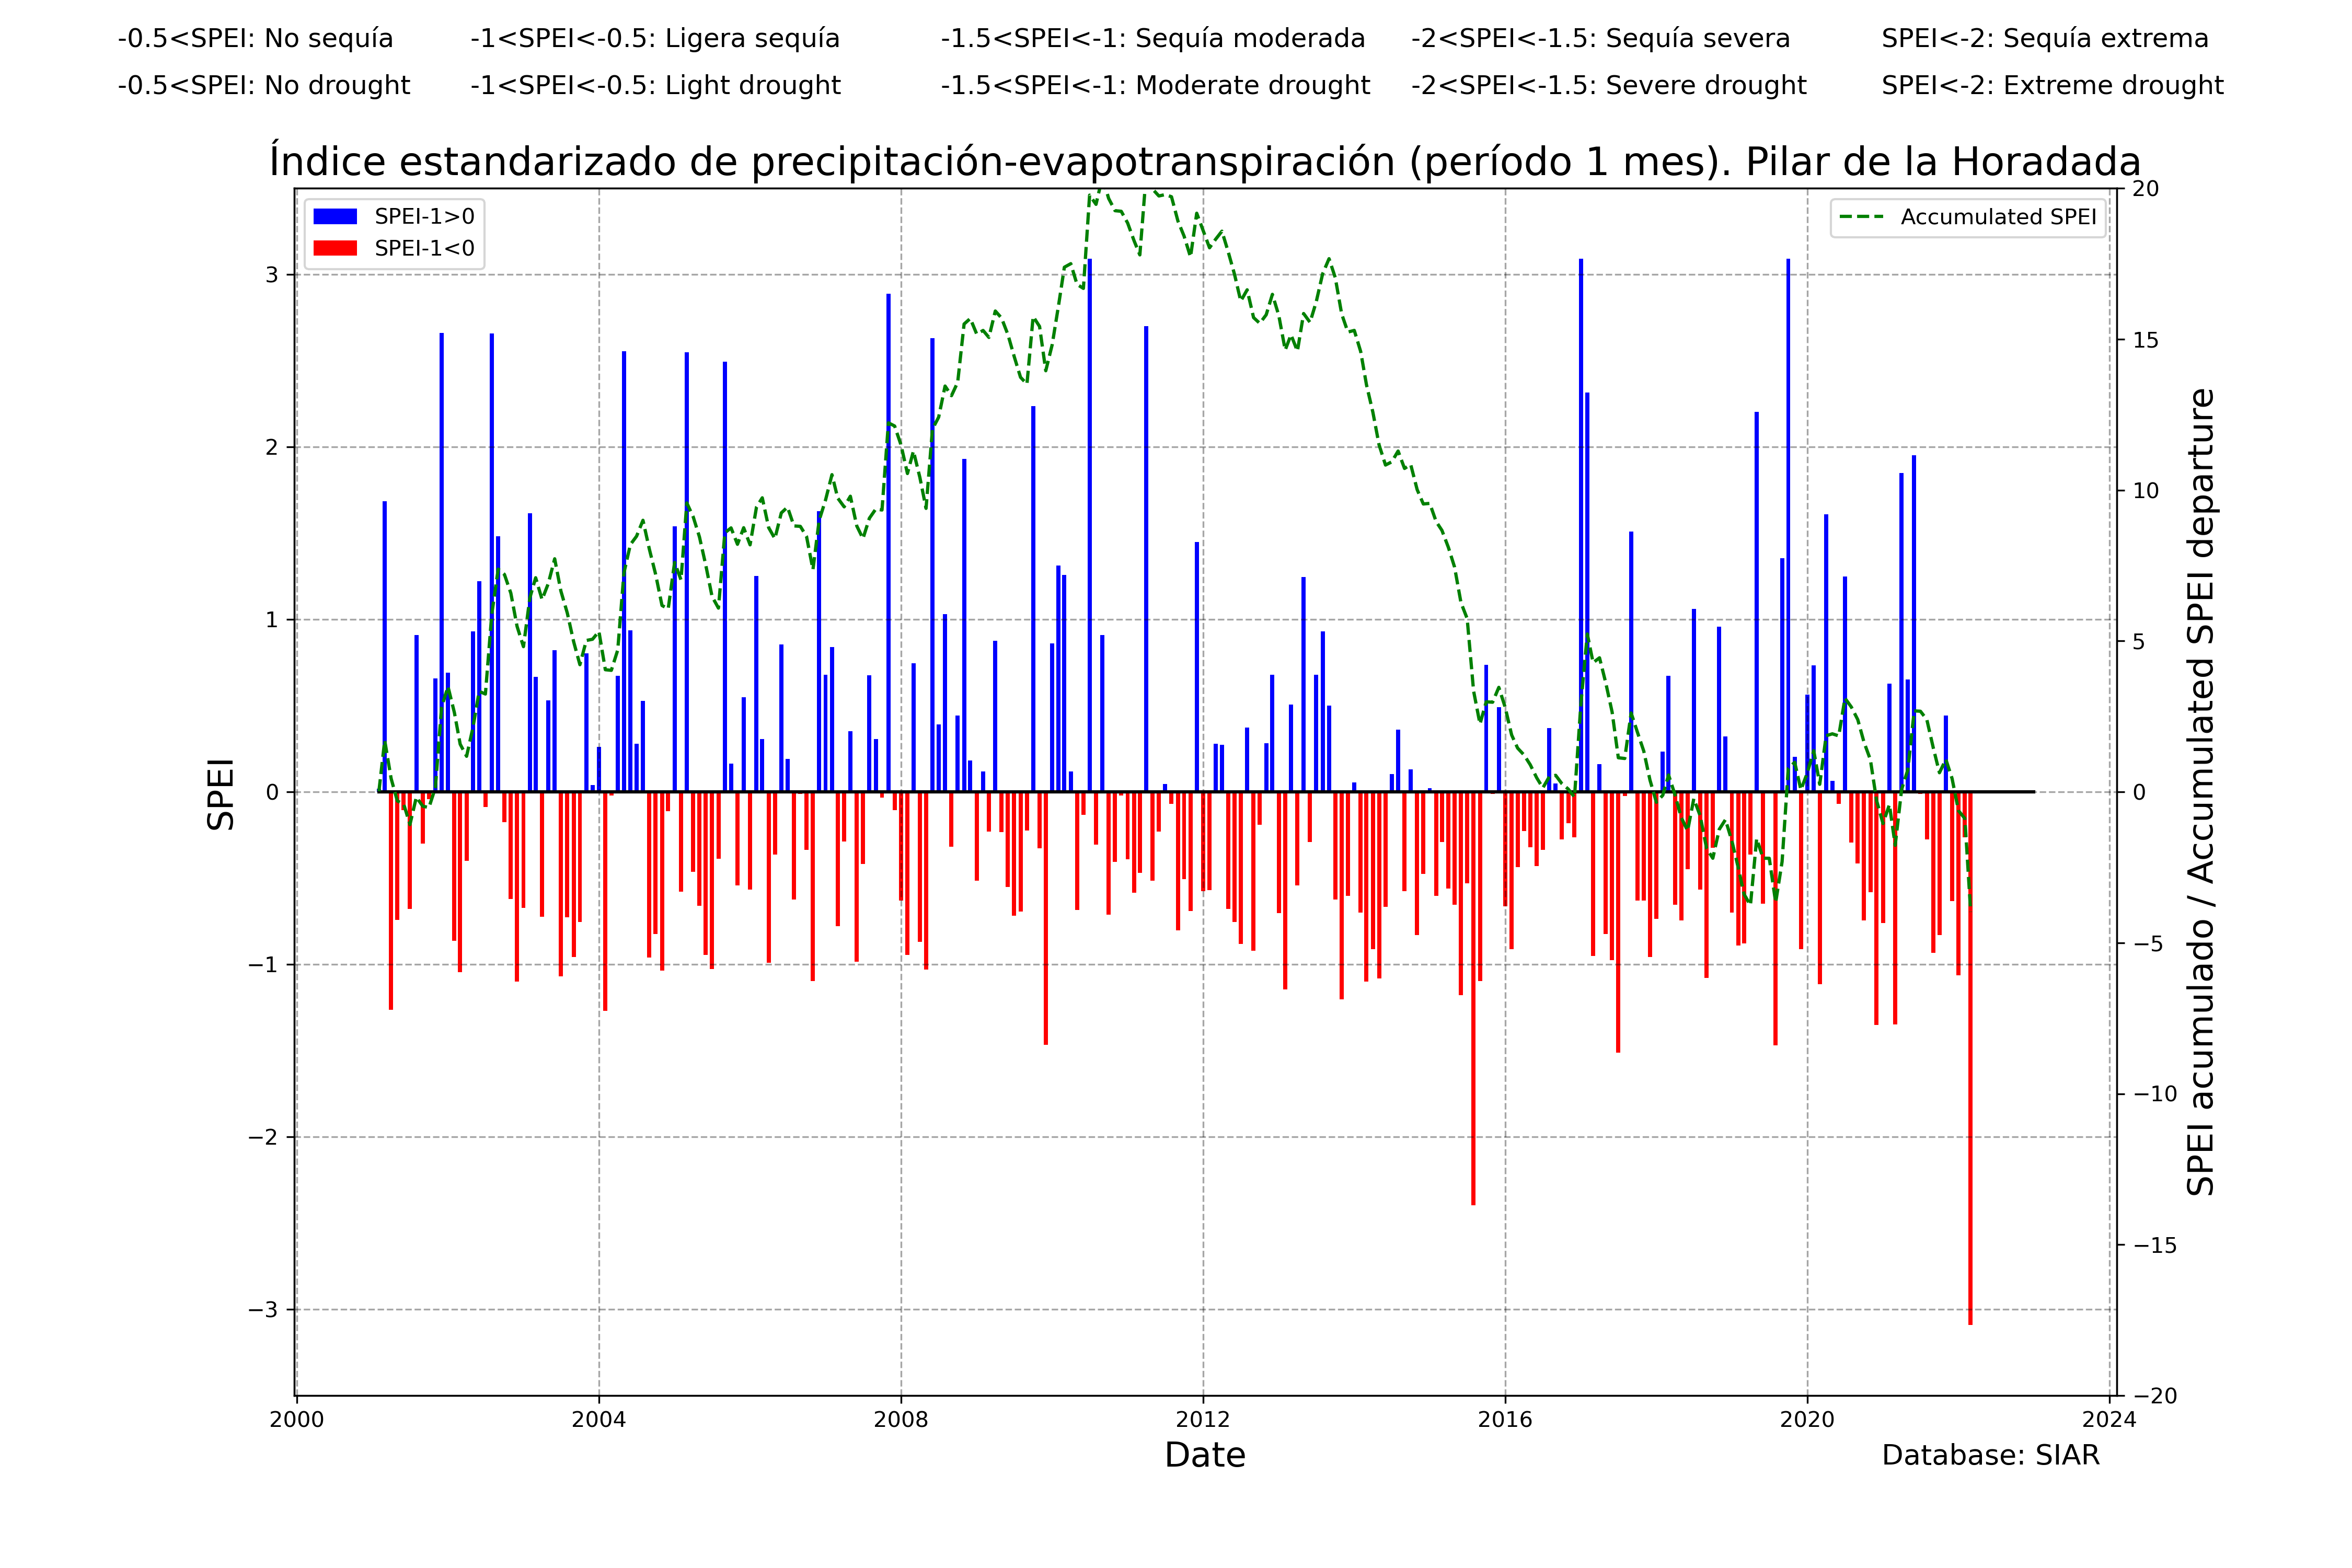 -0.5<SPEI: No sequía
-1<SPEI<-0.5: Ligera sequía
-1.5<SPEI<-1: Sequía moderada
-2<SPEI<-1.5: Sequía severa
SPEI<-2: Sequía extrema
-0.5<SPEI: No drought
-1<SPEI<-0.5: Light drought
-1.5<SPEI<-1: Moderate drought
-2<SPEI<-1.5: Severe drought
SPEI<-2: Extreme drought
Índice estandarizado de precipitación-evapotranspiración (período 1 mes). Pilar de la Horadada
SPEI-1>0
SPEI-1<0
Accumulated SPEI
SPEI
3
2
1
0
−1
−2
−3
20
15
10
5
0
−5
−10
−15
−20
SPEI acumulado / Accumulated SPEI departure
2000
2004
2008
2012
2016
2020
2024
Date
Database: SIAR